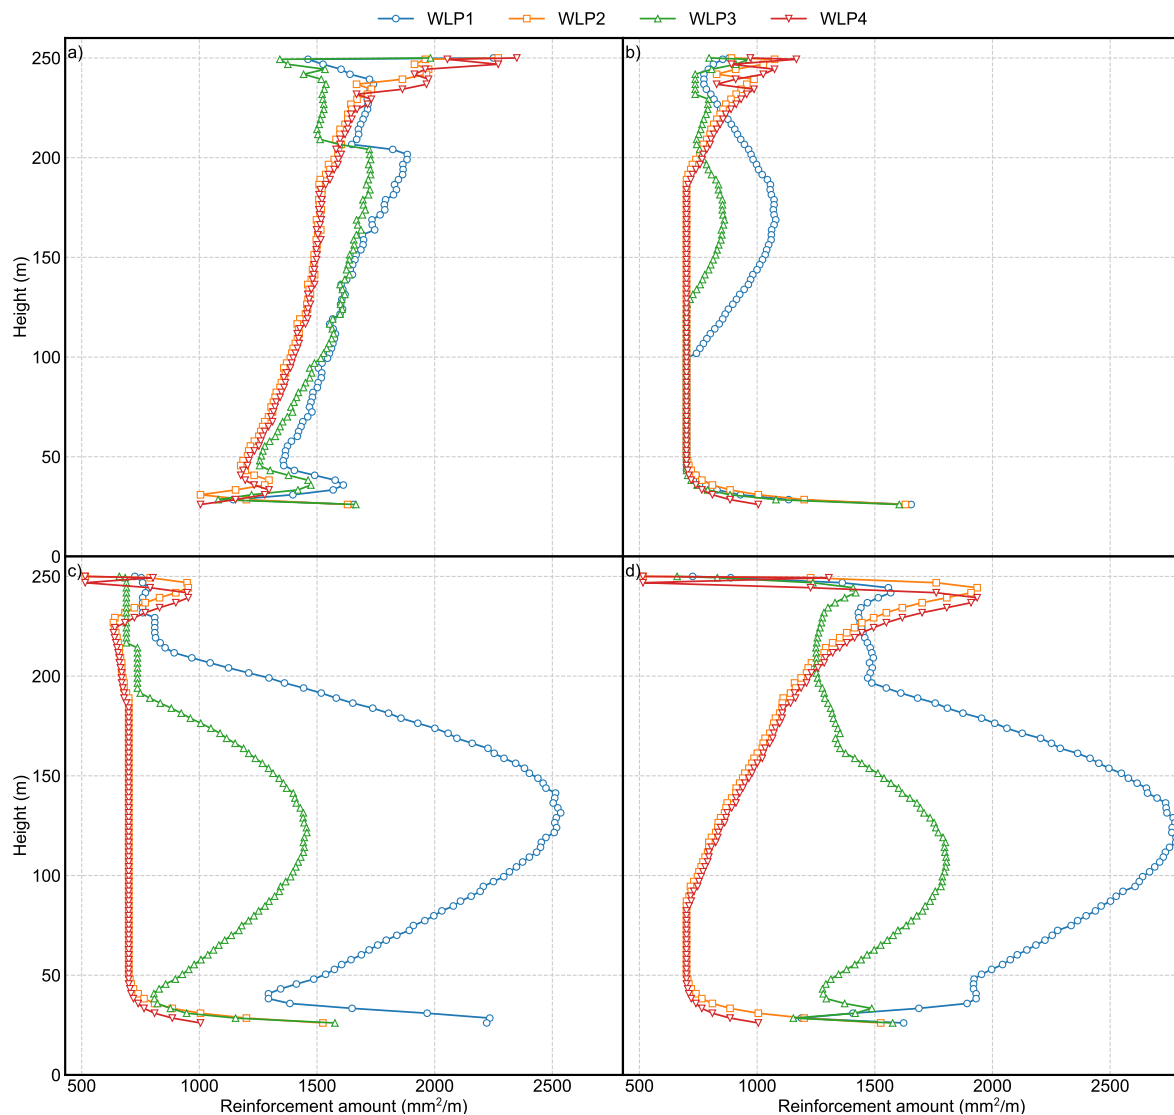 WLP1 WLP2 WLP3 WLP4
a) b)
250
200
150
100
50
0
Height (m)
c) d)
250
200
150
100
50
0
Height (m)
500 1000 1500 2000 2500 500 1000 1500 2000 2500
Reinforcement amount (mm²/m) Reinforcement amount (mm²/m)